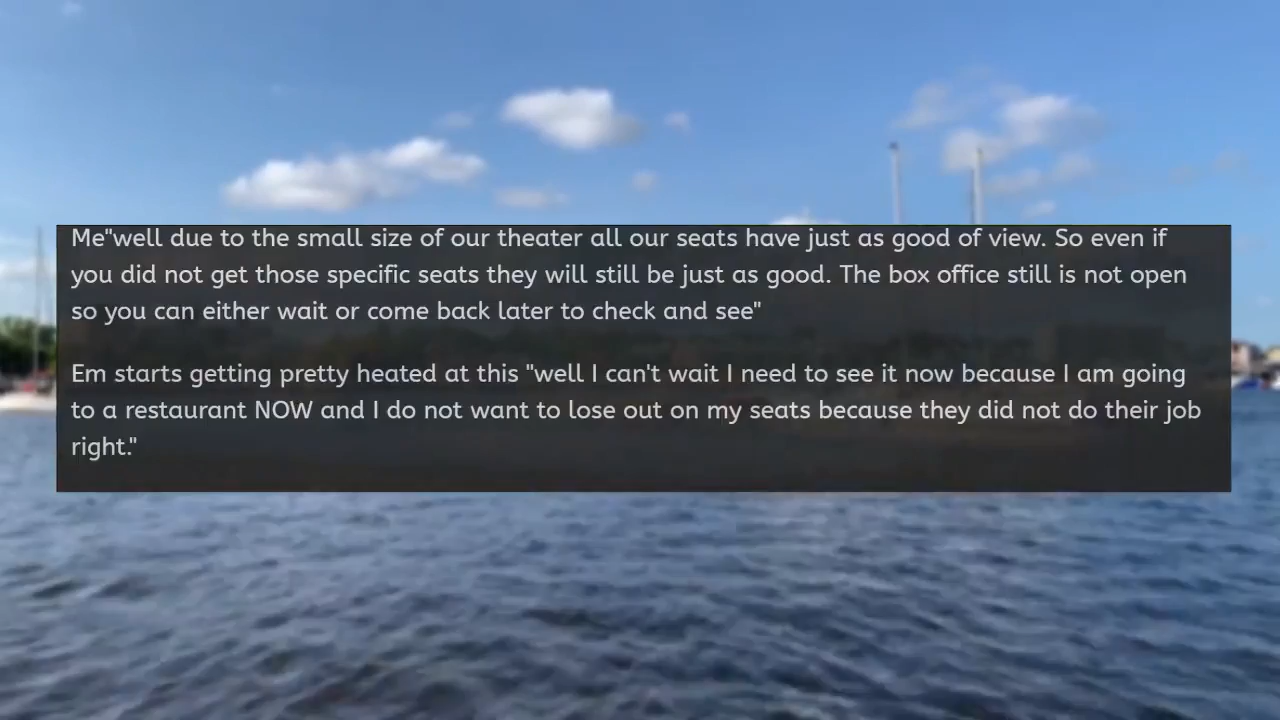 Me"well due to the small size of our theater all our seats have just as good of view. So even if
you did not get those specific seats they will still be just as good. The box office still is not open
so you can either wait or come back later to check and see"
Em starts getting pretty heated at this "well I can't wait I need to see it now because I am going
to a restaurant NOW and I do not want to lose out on my seats because they did not do their job
right."